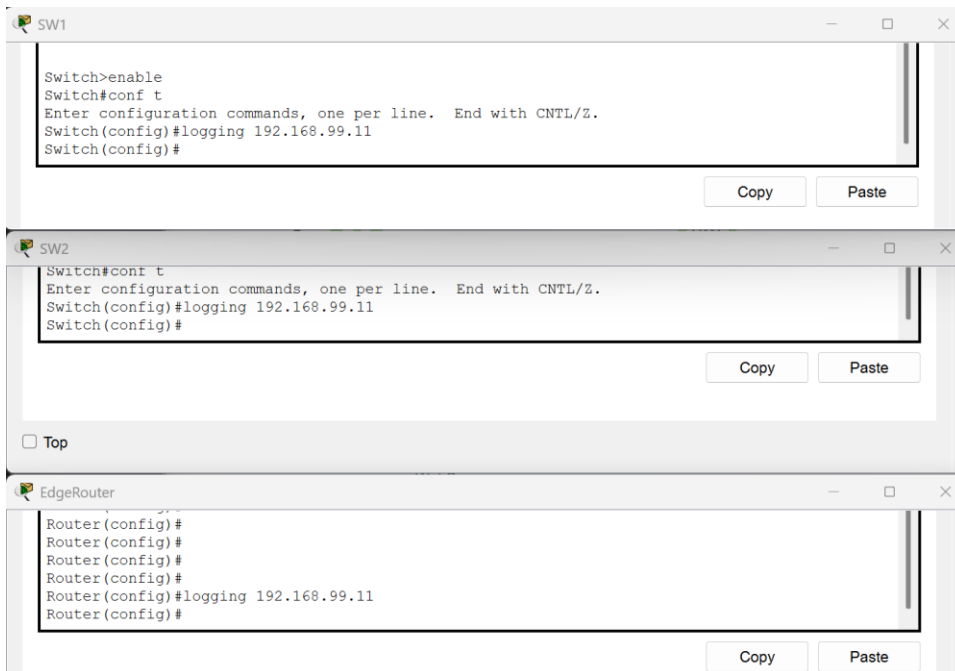 SW1
Switch>enable
Switch#conf t
Enter configuration commands, one per line.  End with CNTL/Z.
Switch(config)#logging 192.168.99.11
Switch(config)#
Copy Paste
SW2
Switch#conf t
Enter configuration commands, one per line.  End with CNTL/Z.
Switch(config)#logging 192.168.99.11
Switch(config)#
Copy Paste
Top
EdgeRouter
Router(config)#
Router(config)#
Router(config)#
Router(config)#
Router(config)#logging 192.168.99.11
Router(config)#
Copy Paste